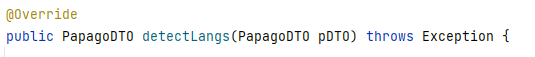 @Override
public PapagoDTO detectLangs(PapagoDTO pDTO) throws Exception {